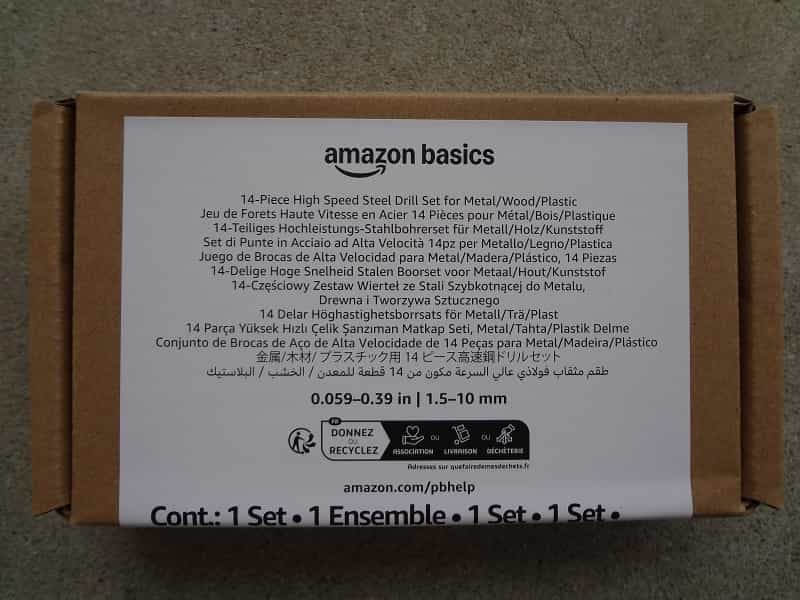 amazon basics
14-Piece High Speed Steel Drill Set for Metal/Wood/Plastic
Jeu de Forets Haute Vitesse en Acier 14 Pièces pour Métal/Bois/Plastique
14-Teiliges Hochleistungs-Stahlbohrerset für Metall/Holz/Kunststoff
Set di Punte in Acciaio ad Alta Velocità 14pz per Metallo/Legno/Plastica
Juego de Brocas de Alta Velocidad para Metal/Madera/Plástico, 14 Piezas
14-Delige Hoge Snelheid Stalen Boorset voor Metaal/Hout/Kunststof
14-Częściowy Zestaw Wierteł ze Stali Szybkotnącej do Metalu,
Drewna i Tworzywa Sztucznego
14 Delar Höghastighetsborrsats för Metall/Trä/Plast
14 Parça Yüksek Hızlı Çelik Şanzıman Matkap Seti, Metal/Tahta/Plastik Delme
Conjunto de Brocas de Aço de Alta Velocidade de 14 Peças para Metal/Madeira/Plástico
金属/木材/ プラスチック用 14 ピース高速鋼ドリルセット
طقم مثقاب فولاذي عالي السرعة مكون من 14 قطعة للمعدن / الخشب / البلاستيك
0.059–0.39 in | 1.5–10 mm
FR
DONNEZ
OU
RECYCLEZ
ASSOCIATION OU LIVRAISON OU DÉCHÈTERIE
Adresses sur quefairedemesdechets.fr
amazon.com/pbhelp
Cont.: 1 Set • 1 Ensemble • 1 Set • 1 Set •